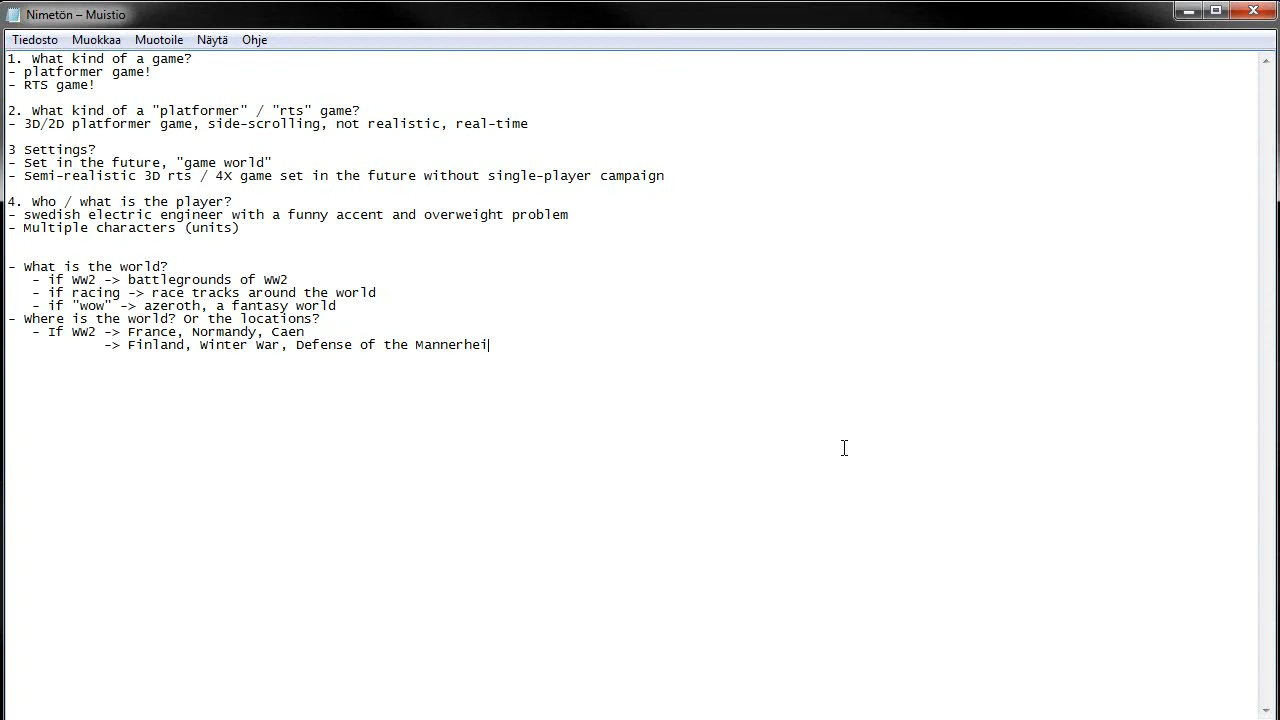 Nimetön – Muistio
Tiedosto Muokkaa Muotoile Näytä Ohje
1. What kind of a game?
- platformer game!
- RTS game!
2. What kind of a "platformer" / "rts" game?
- 3D/2D platformer game, side-scrolling, not realistic, real-time
3 Settings?
- Set in the future, "game world"
- Semi-realistic 3D rts / 4X game set in the future without single-player campaign
4. Who / what is the player?
- swedish electric engineer with a funny accent and overweight problem
- Multiple characters (units)
- What is the world?
- if WW2 -> battlegrounds of WW2
- if racing -> race tracks around the world
- if "wow" -> azeroth, a fantasy world
- Where is the world? Or the locations?
- If WW2 -> France, Normandy, Caen
-> Finland, Winter War, Defense of the Mannerhei